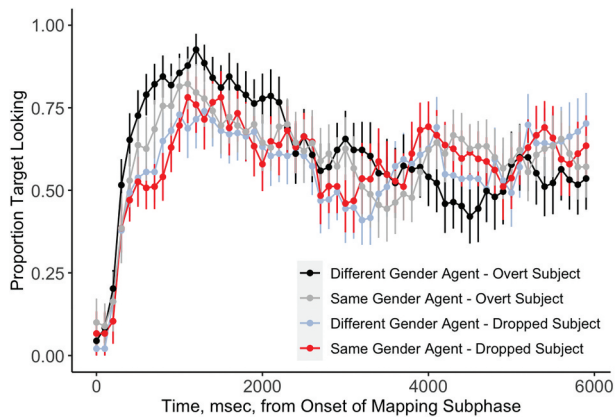 1.00
0.75
0.50
0.25
0.00
Proportion Target Looking
Different Gender Agent - Overt Subject
Same Gender Agent - Overt Subject
Different Gender Agent - Dropped Subject
Same Gender Agent - Dropped Subject
0
2000
4000
6000
Time, msec, from Onset of Mapping Subphase